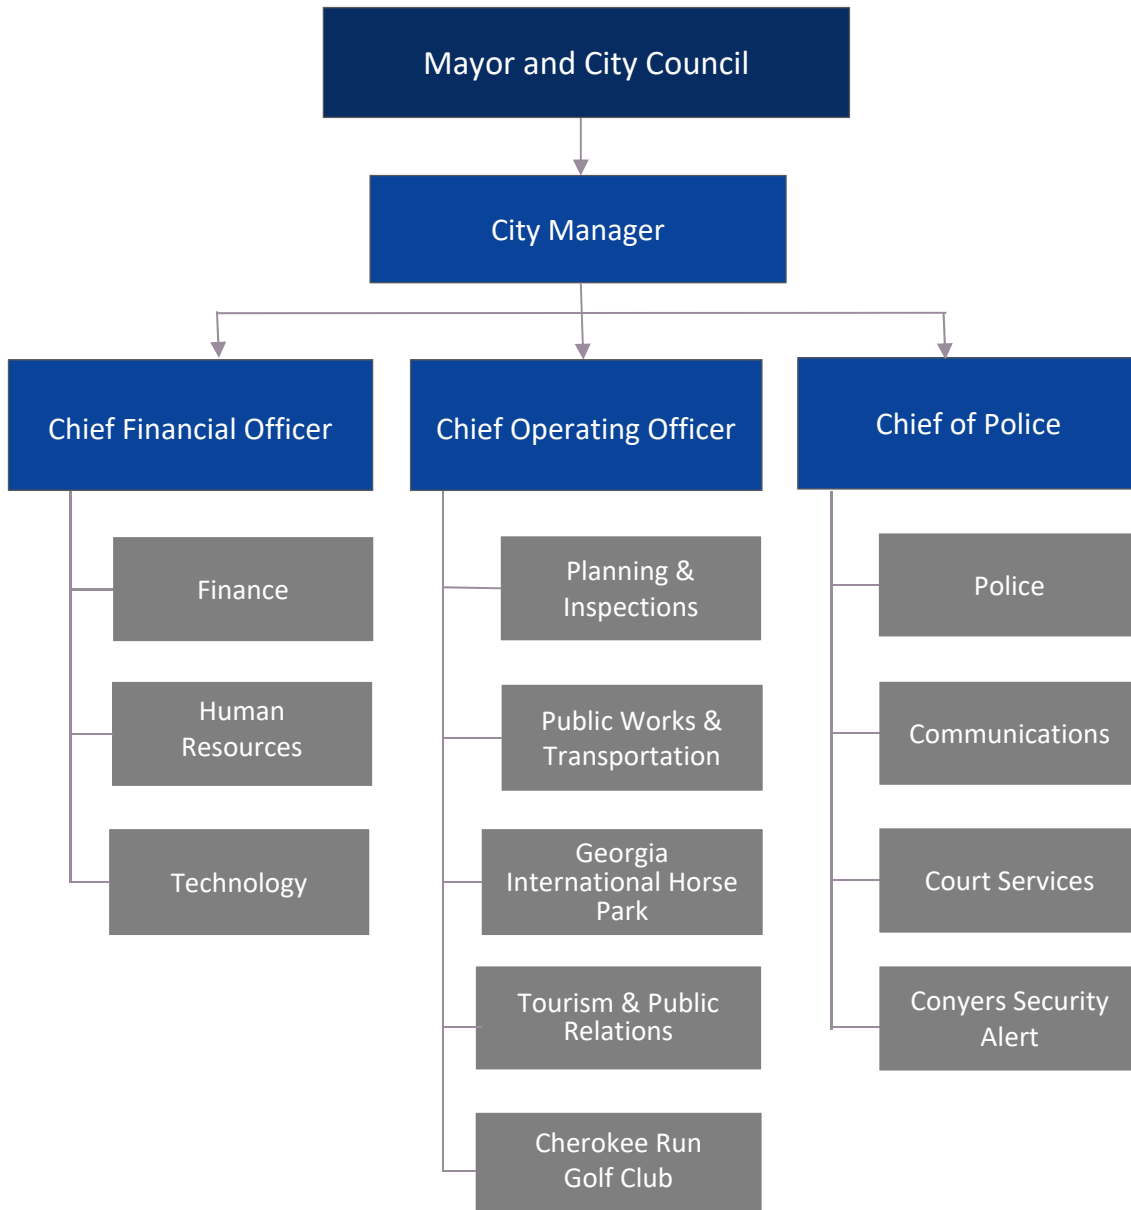 Mayor and City Council
City Manager
Chief Financial Officer
Chief Operating Officer
Chief of Police
Finance
Human
Resources
Technology
Planning &
Inspections
Public Works &
Transportation
Georgia
International Horse
Park
Tourism & Public
Relations
Cherokee Run
Golf Club
Police
Communications
Court Services
Conyers Security
Alert